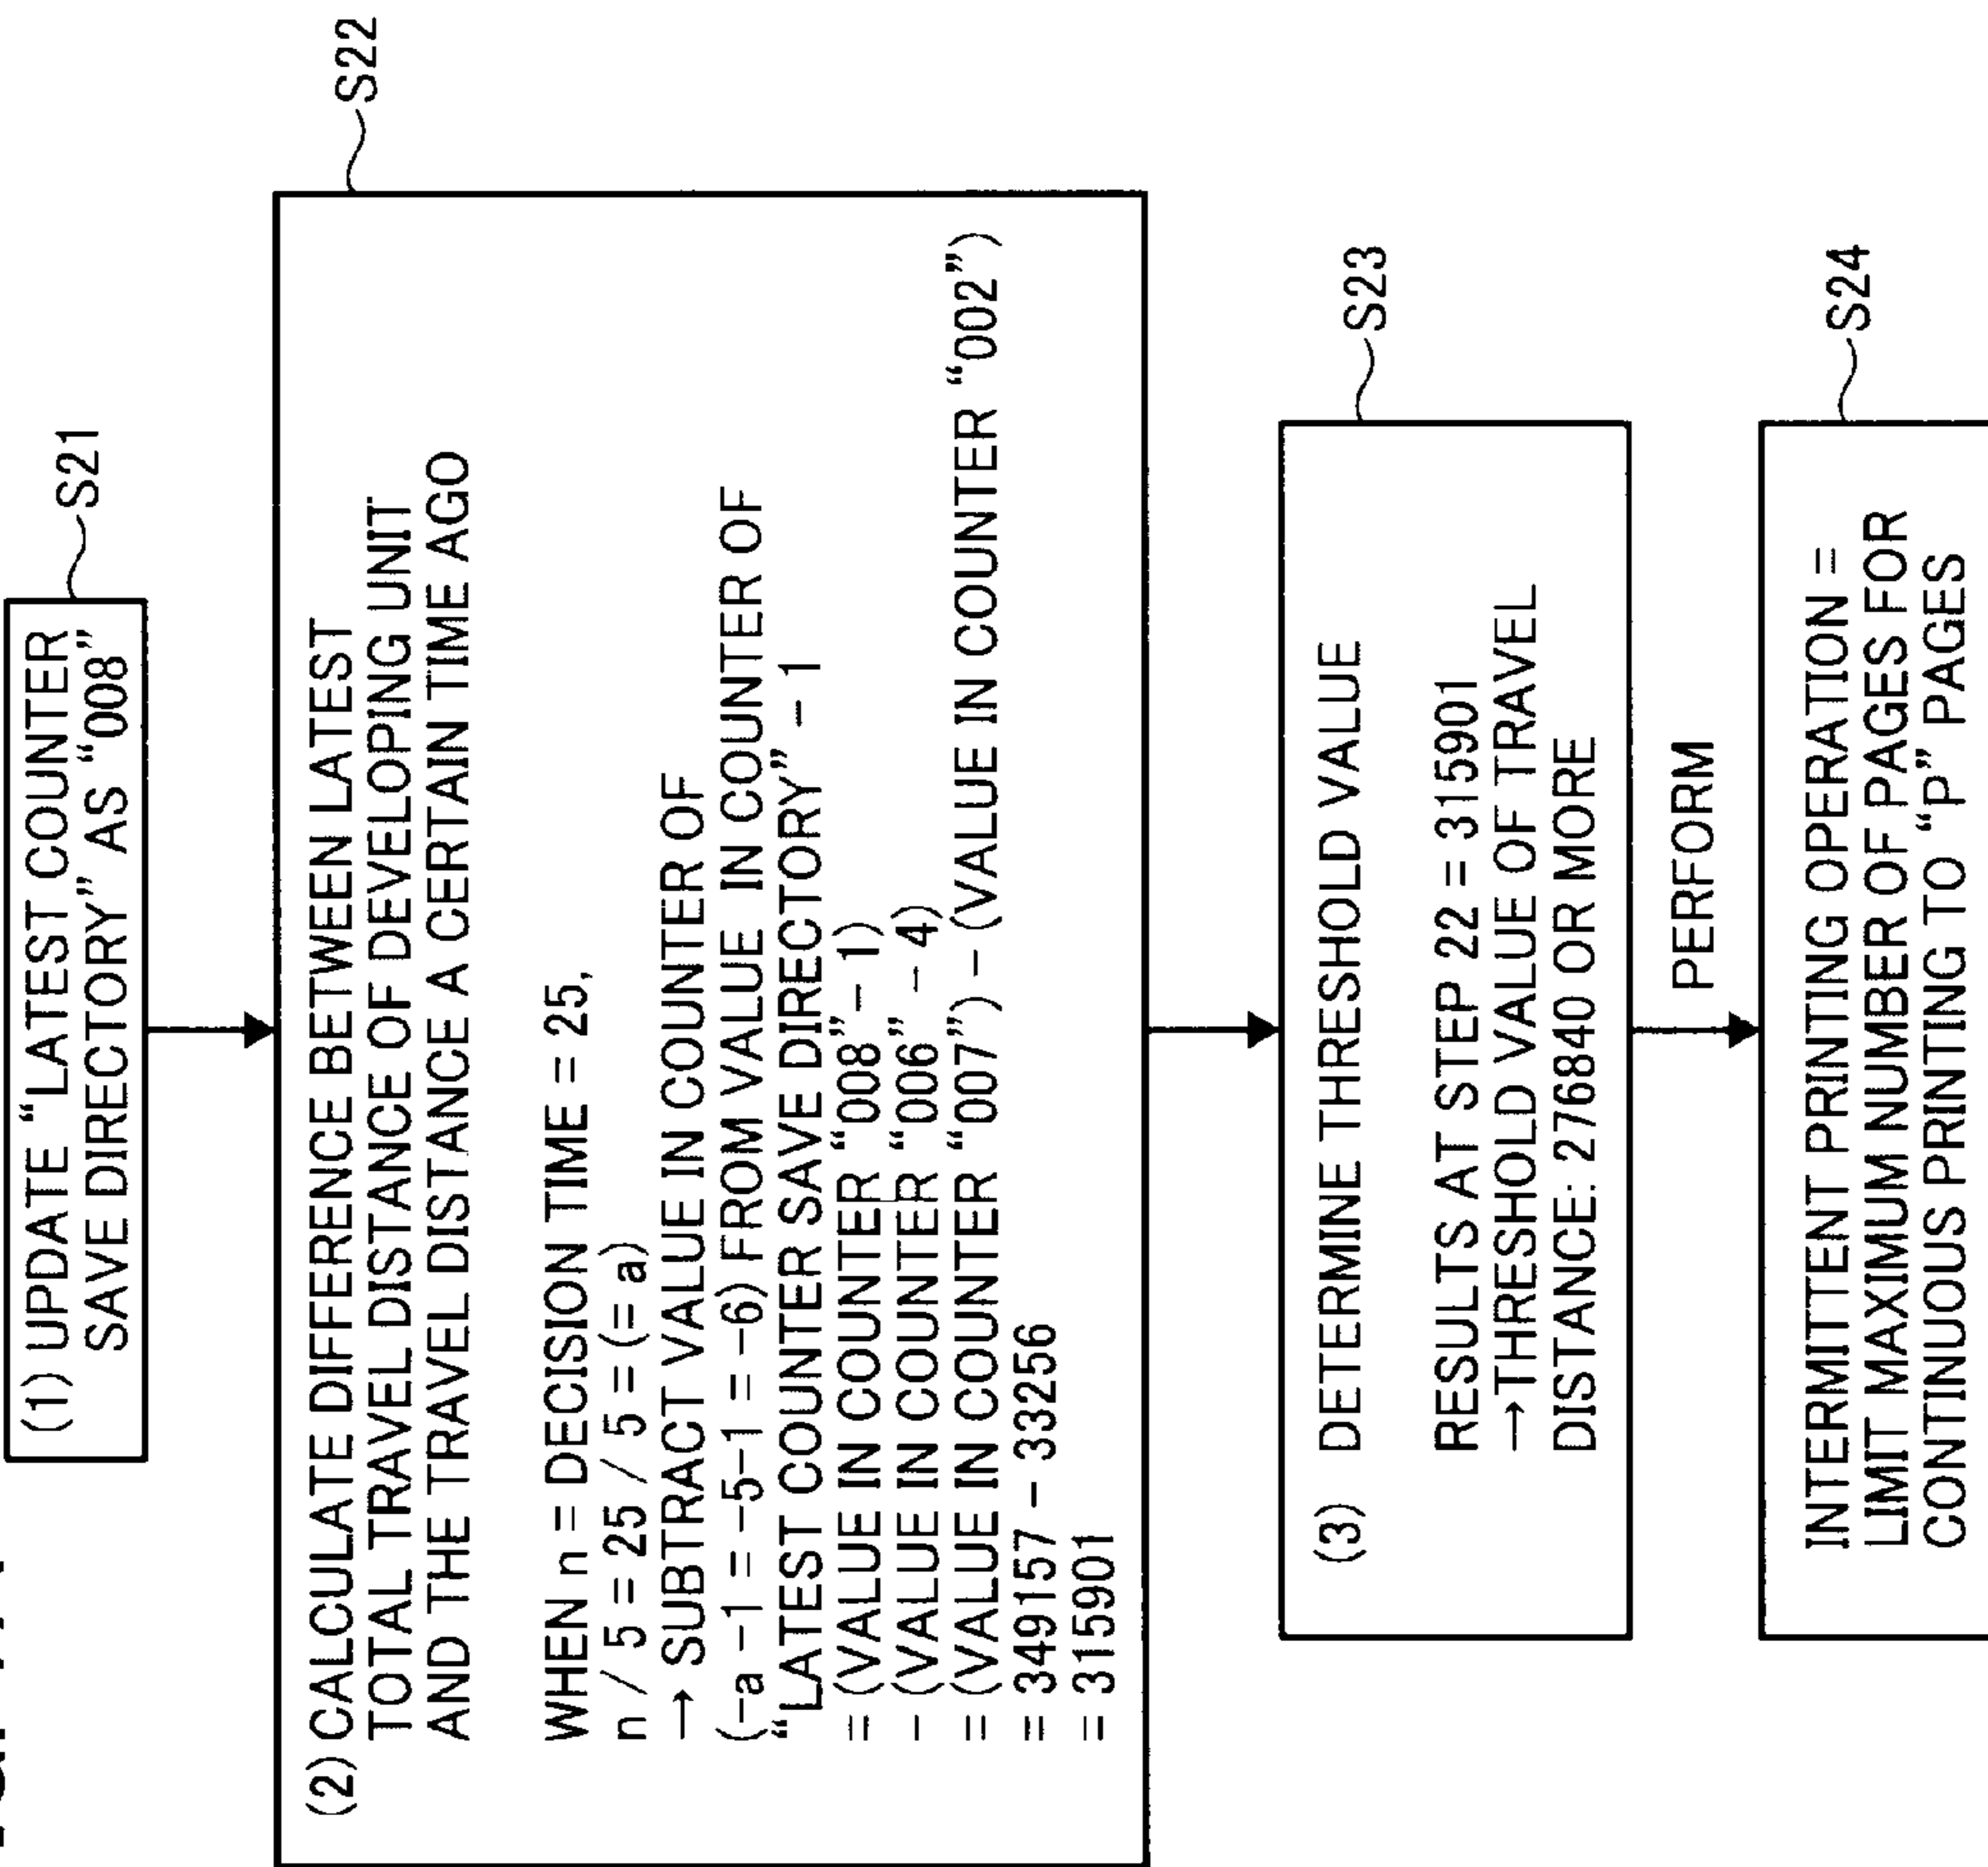 (1) UPDATE “LATEST COUNTER
SAVE DIRECTORY” AS “008”
S21
(2) CALCULATE DIFFERENCE BETWEEN LATEST
TOTAL TRAVEL DISTANCE OF DEVELOPING UNIT
AND THE TRAVEL DISTANCE A CERTAIN TIME AGO
WHEN n = DECISION TIME = 25,
n / 5 = 25 / 5 = (= a)
→ SUBTRACT VALUE IN COUNTER OF
(−a −1 = −5−1 = −6) FROM VALUE IN COUNTER OF
“LATEST COUNTER SAVE DIRECTORY” − 1
= (VALUE IN COUNTER “008” − 1)
− (VALUE IN COUNTER “006” − 4)
= (VALUE IN COUNTER “007”) − (VALUE IN COUNTER “002”)
= 349157 − 33256
= 315901
S22
(3) DETERMINE THRESHOLD VALUE
RESULTS AT STEP 22 = 315901
→THRESHOLD VALUE OF TRAVEL
DISTANCE: 276840 OR MORE
S23
PERFORM
INTERMITTENT PRINTING OPERATION =
LIMIT MAXIMUM NUMBER OF PAGES FOR
CONTINUOUS PRINTING TO “P” PAGES
S24